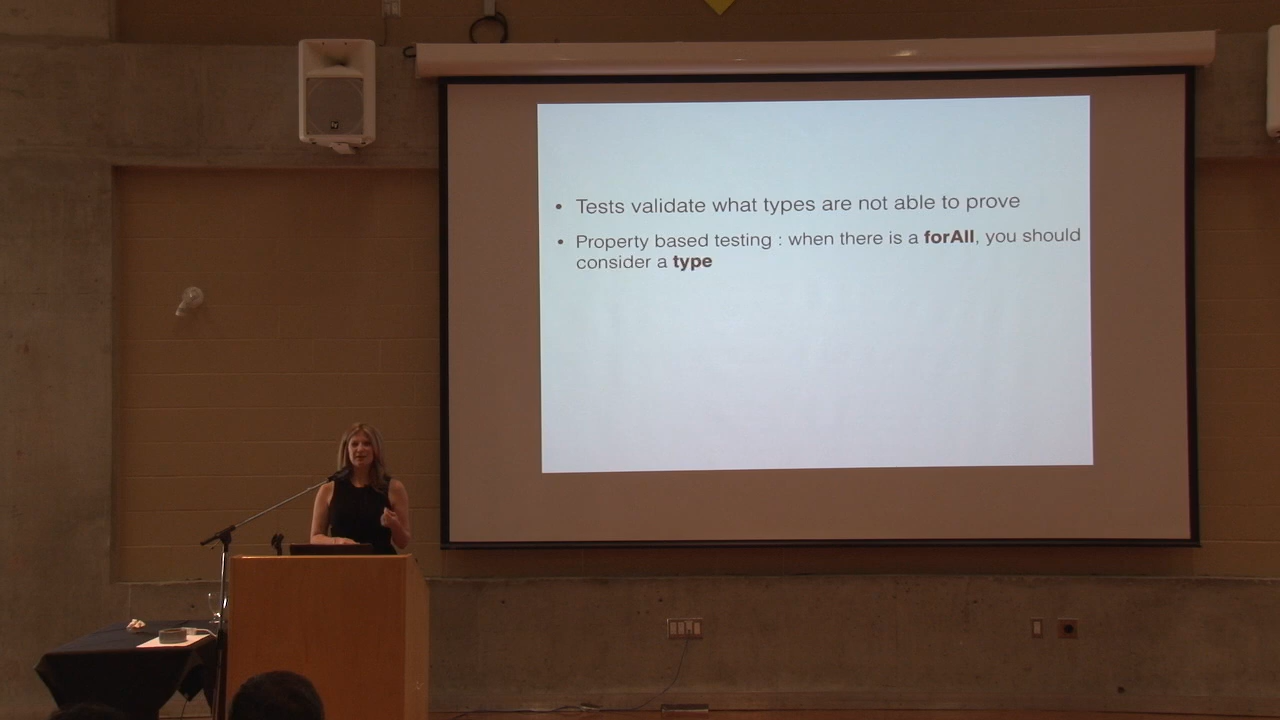 • Tests validate what types are not able to prove
• Property based testing : when there is a forAll, you should
consider a type